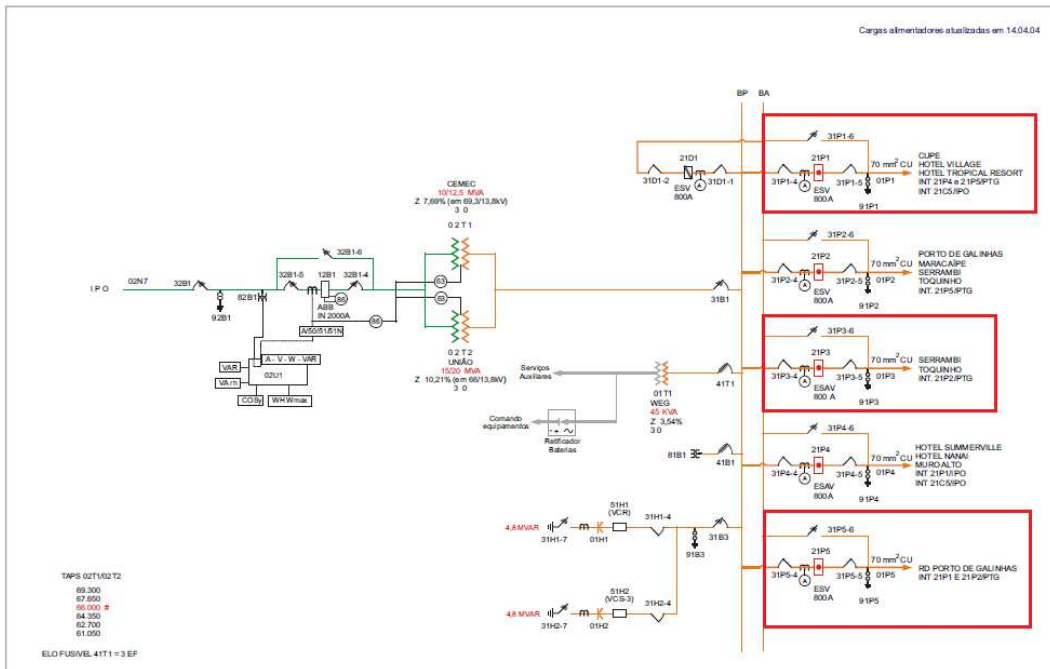 Cargas alimentadores atualizadas em 14.04.04
BP BA
31P1-6
21D1
21P1
70 mm² CU
CUPE
HOTEL VILLAGE
HOTEL TROPICAL RESORT
INT 21P4 e 21P5/PTG
INT 21C5/IPO
31D1-2
A
31D1-1
31P1-4
A
31P1-5
01P1
ESV
800A
ESV
800A
91P1
CEMEC
10/12,5 MVA
Z 7,69% (em 69,3/13,8kV)
3 0
0 2 T 1
31P2-6
21P2
70 mm² CU
PORTO DE GALINHAS
MARACAÍPE
SERRAMBI
TOQUINHO
INT. 21P5/PTG
31P2-4
A
31P2-5
01P2
ESV
800A
91P2
32B1-6
I P O
02N7
32B1
32B1-5
12B1
32B1-4
63
63
82B1
86
92B1
ABB
IN 2000A
86
A/50/51/51N
31B1
0 2 T 2
UNIÃO
15/20 MVA
Z 10,21% (em 66/13,8kV)
3 0
VAR
A - V - W - VAR
VA rh
02U1
COSy
WH Wmax
31P3-6
21P3
70 mm² CU
SERRAMBI
TOQUINHO
INT. 21P2/PTG
31P3-4
A
31P3-5
01P3
ESAV
800 A
91P3
Serviços
Auxiliares
01T1
WEG
45 KVA
Z 3,54%
3 0
41T1
Comando
equipamentos
- +
Retificador
Baterias
31P4-6
21P4
70 mm² CU
HOTEL SUMMERVILLE
HOTEL NANAI
MURO ALTO
INT 21P1/IPO
INT 21C5/IPO
31P4-4
A
31P4-5
01P4
ESAV
800A
91P4
81B1
41B1
51H1
(VCR)
31H1-4
4,8 MVAR
31H1-7
01H1
91B3
31B3
31P5-6
21P5
70 mm² CU
RD PORTO DE GALINHAS
INT 21P1 E 21P2/PTG
31P5-4
A
31P5-5
01P5
ESV
800A
91P5
51H2
(VCS-3)
31H2-4
4,8 MVAR
31H2-7
01H2
TAPS 02T1/02T2
69.300
67.650
66.000 #
64.350
62.700
61.050
ELO FUSIVEL 41T1 = 3 EF